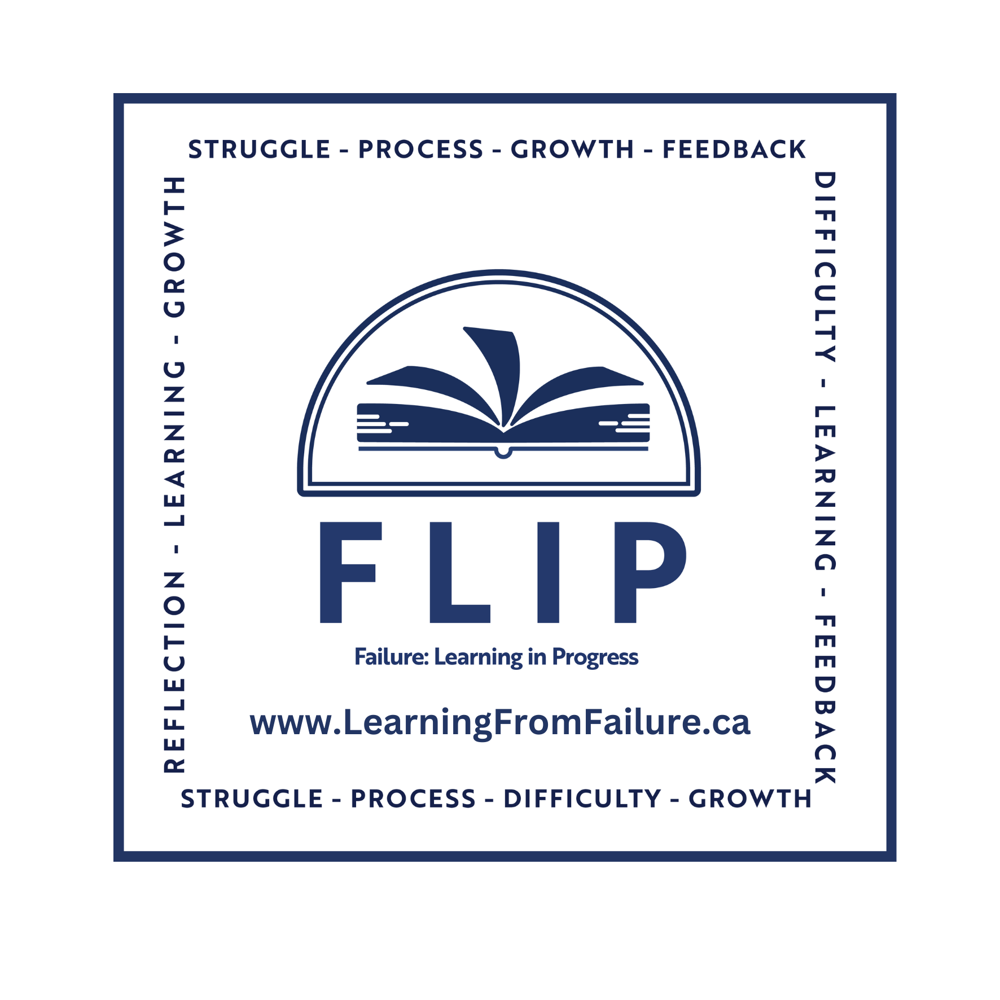 STRUGGLE - PROCESS - GROWTH - FEEDBACK
REFLECTION - LEARNING - GROWTH
DIFFICULTY - LEARNING - FEEDBACK
FLIP
Failure: Learning in Progress
www.LearningFromFailure.ca
STRUGGLE - PROCESS - DIFFICULTY - GROWTH